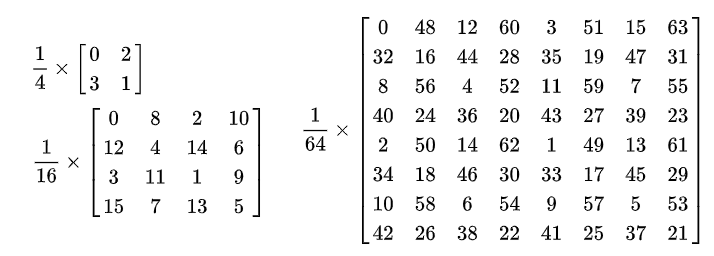 1/4 × [0 2
3 1]
1/16 × [0 8 2 10
12 4 14 6
3 11 1 9
15 7 13 5]
1/64 × [0 48 12 60 3 51 15 63
32 16 44 28 35 19 47 31
8 56 4 52 11 59 7 55
40 24 36 20 43 27 39 23
2 50 14 62 1 49 13 61
34 18 46 30 33 17 45 29
10 58 6 54 9 57 5 53
42 26 38 22 41 25 37 21]